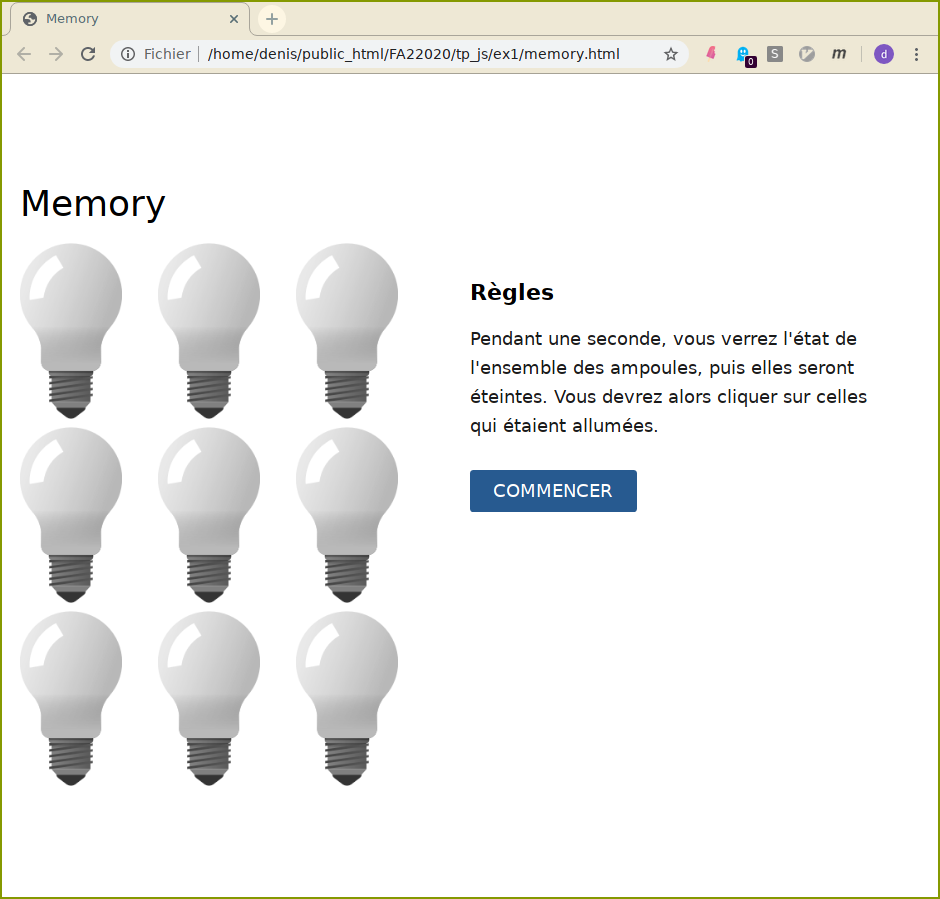 Memory
Fichier
/home/denis/public_html/FA22020/tp_js/ex1/memory.html
0
S
m
d
Memory
Règles
Pendant une seconde, vous verrez l'état de
l'ensemble des ampoules, puis elles seront
éteintes. Vous devrez alors cliquer sur celles
qui étaient allumées.
COMMENCER